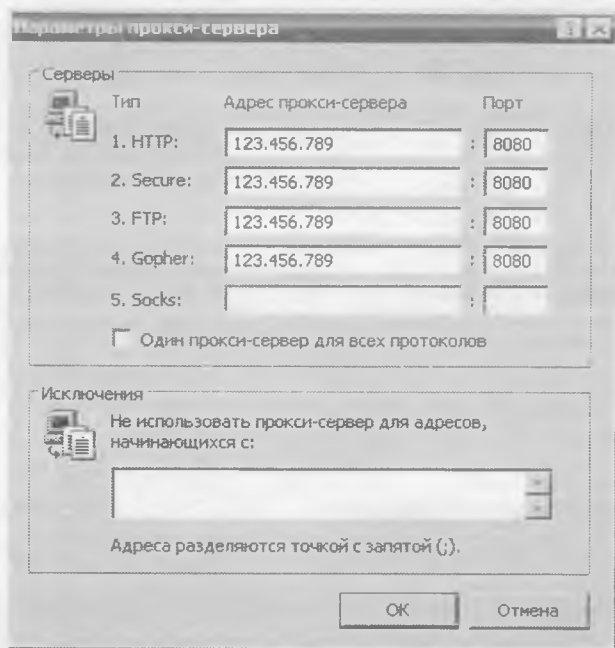 Параметры прокси-сервера
Серверы
Тип Адрес прокси-сервера Порт
1. HTTP: 123.456.789 : 8080
2. Secure: 123.456.789 : 8080
3. FTP: 123.456.789 : 8080
4. Gopher: 123.456.789 : 8080
5. Socks: :
Один прокси-сервер для всех протоколов
Исключения
Не использовать прокси-сервер для адресов,
начинающихся с:
Адреса разделяются точкой с запятой (;).
ОК Отмена